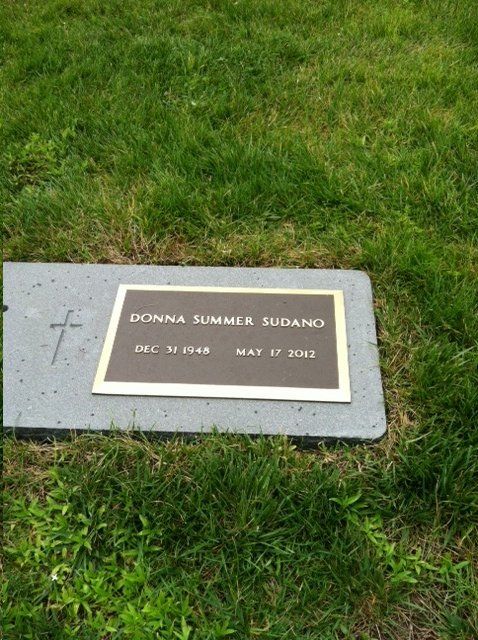 DONNA SUMMER SUDANO
DEC 31 1948 MAY 17 2012